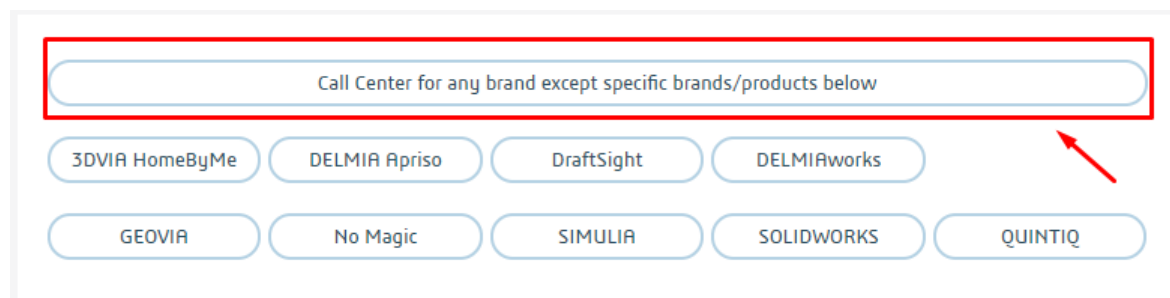 Call Center for any brand except specific brands/products below
3DVIA HomeByMe DELMIA Apriso DraftSight DELMIAworks
GEOVIA No Magic SIMULIA SOLIDWORKS QUINTIQ